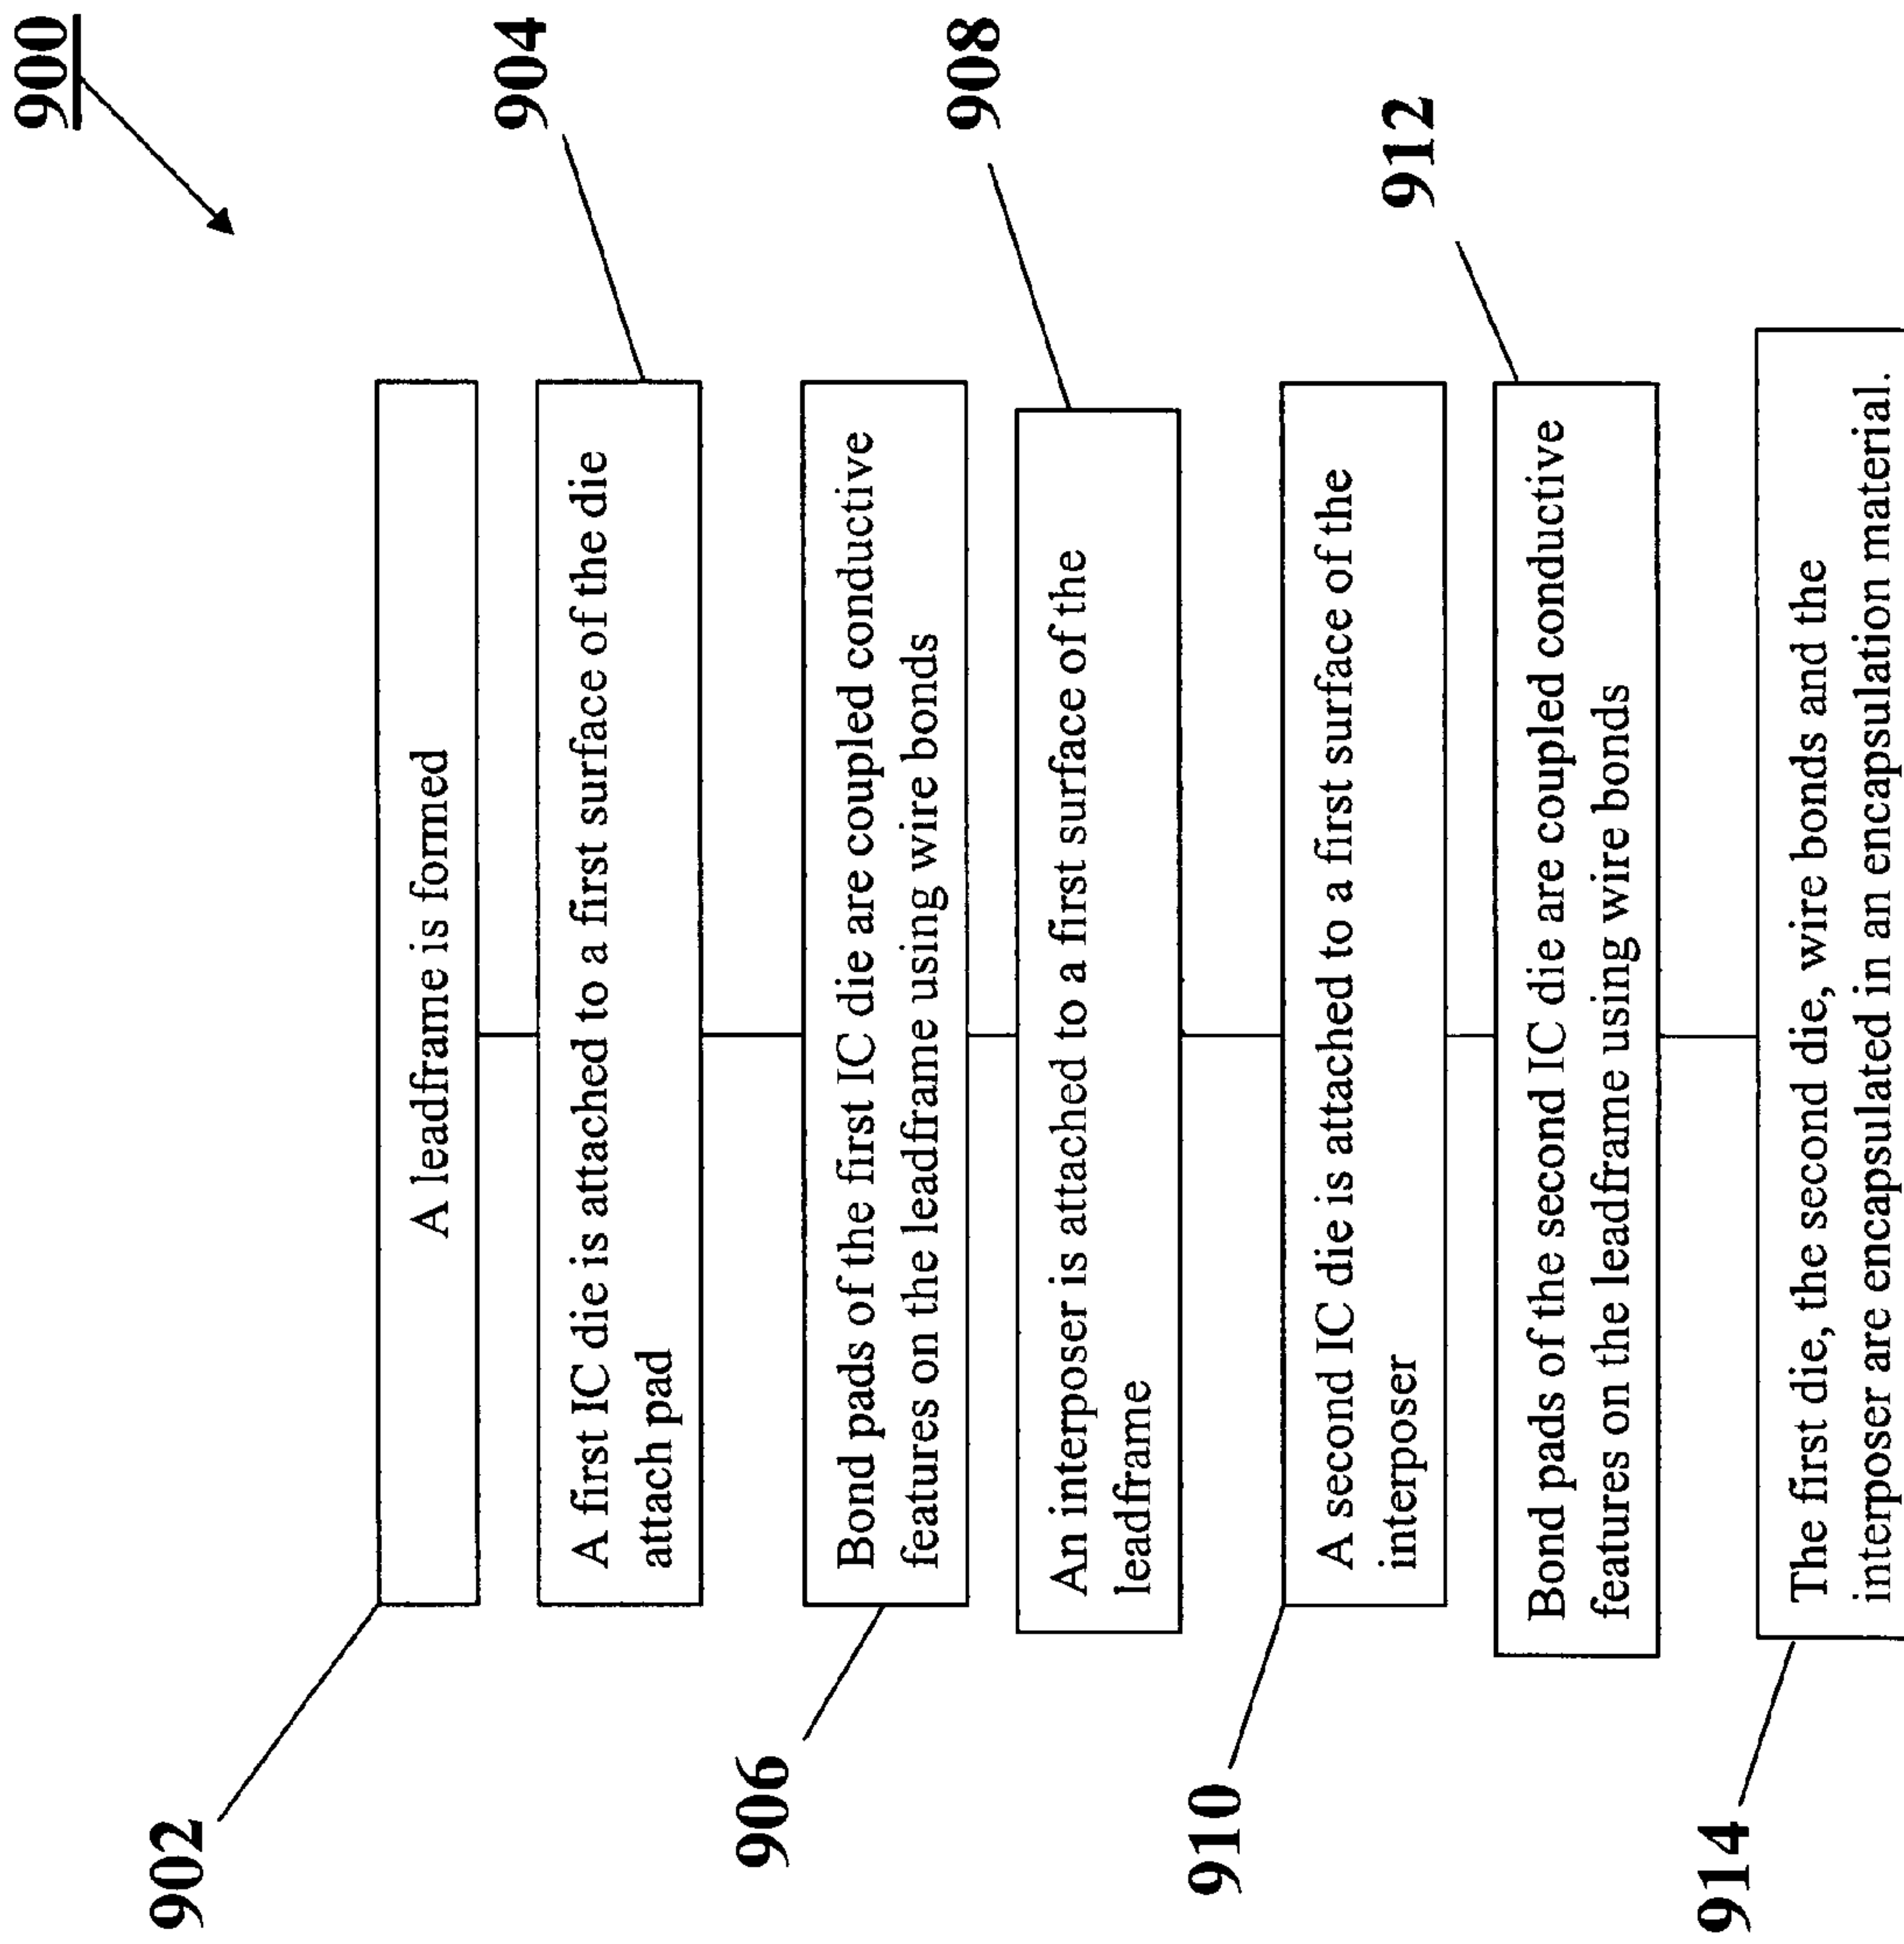 900
902
A leadframe is formed
904
A first IC die is attached to a first surface of the die
attach pad
906
Bond pads of the first IC die are coupled conductive
features on the leadframe using wire bonds
908
An interposer is attached to a first surface of the
leadframe
910
A second IC die is attached to a first surface of the
interposer
912
Bond pads of the second IC die are coupled conductive
features on the leadframe using wire bonds
914
The first die, the second die, wire bonds and the
interposer are encapsulated in an encapsulation material.